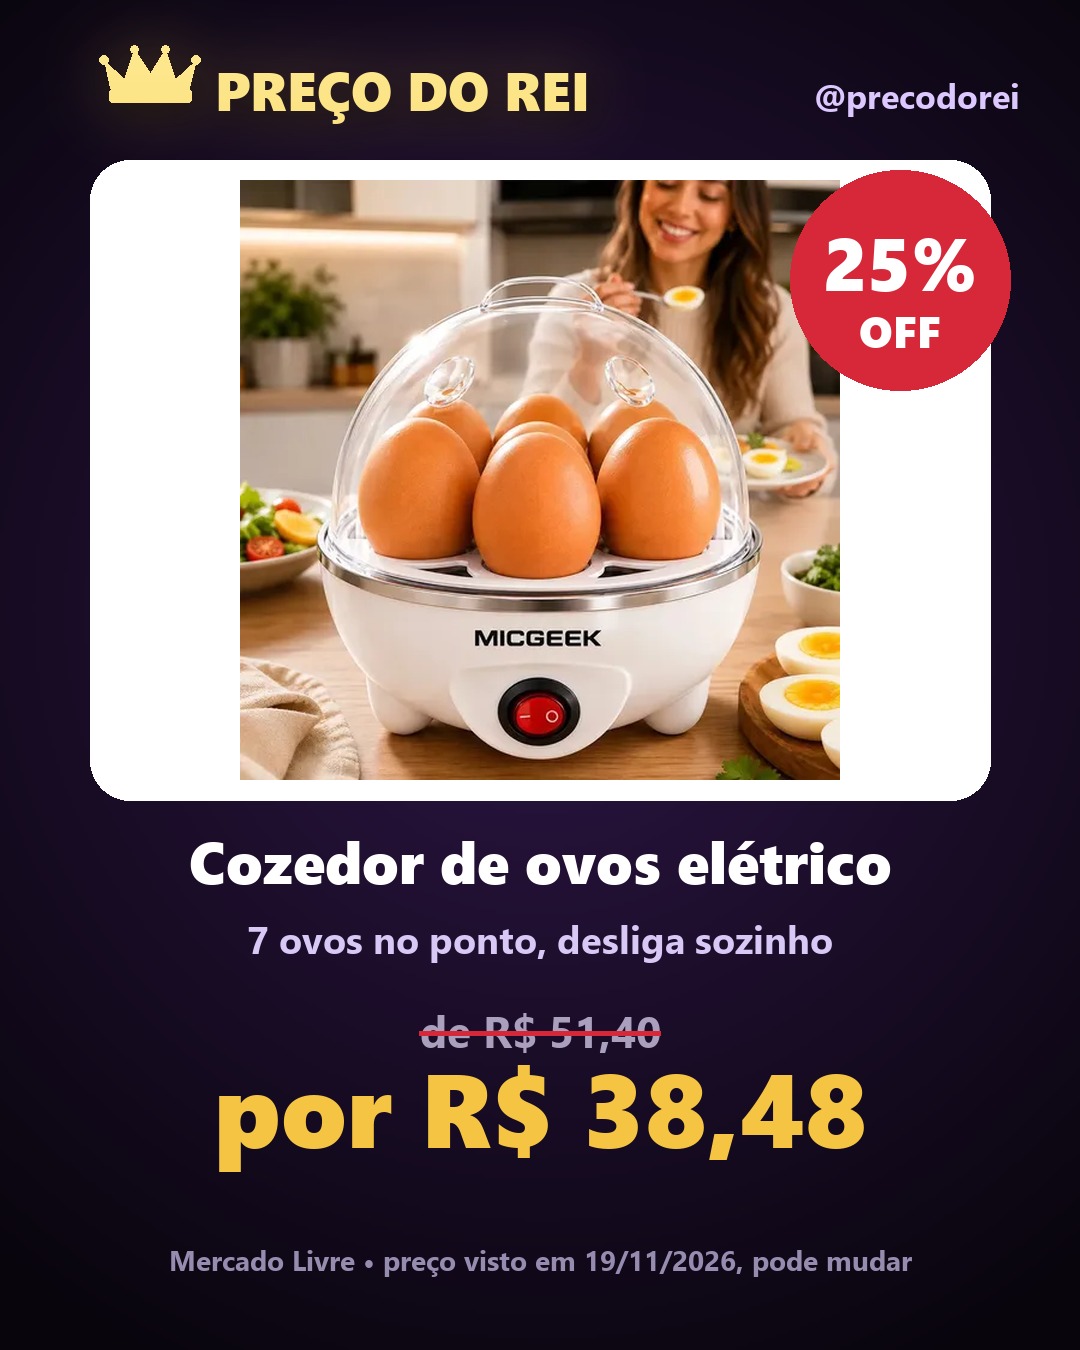 PREÇO DO REI
@precodorei
25%
OFF
MICGEEK
Cozedor de ovos elétrico
7 ovos no ponto, desliga sozinho
de R$ 51,40
por R$ 38,48
Mercado Livre • preço visto em 19/11/2026, pode mudar